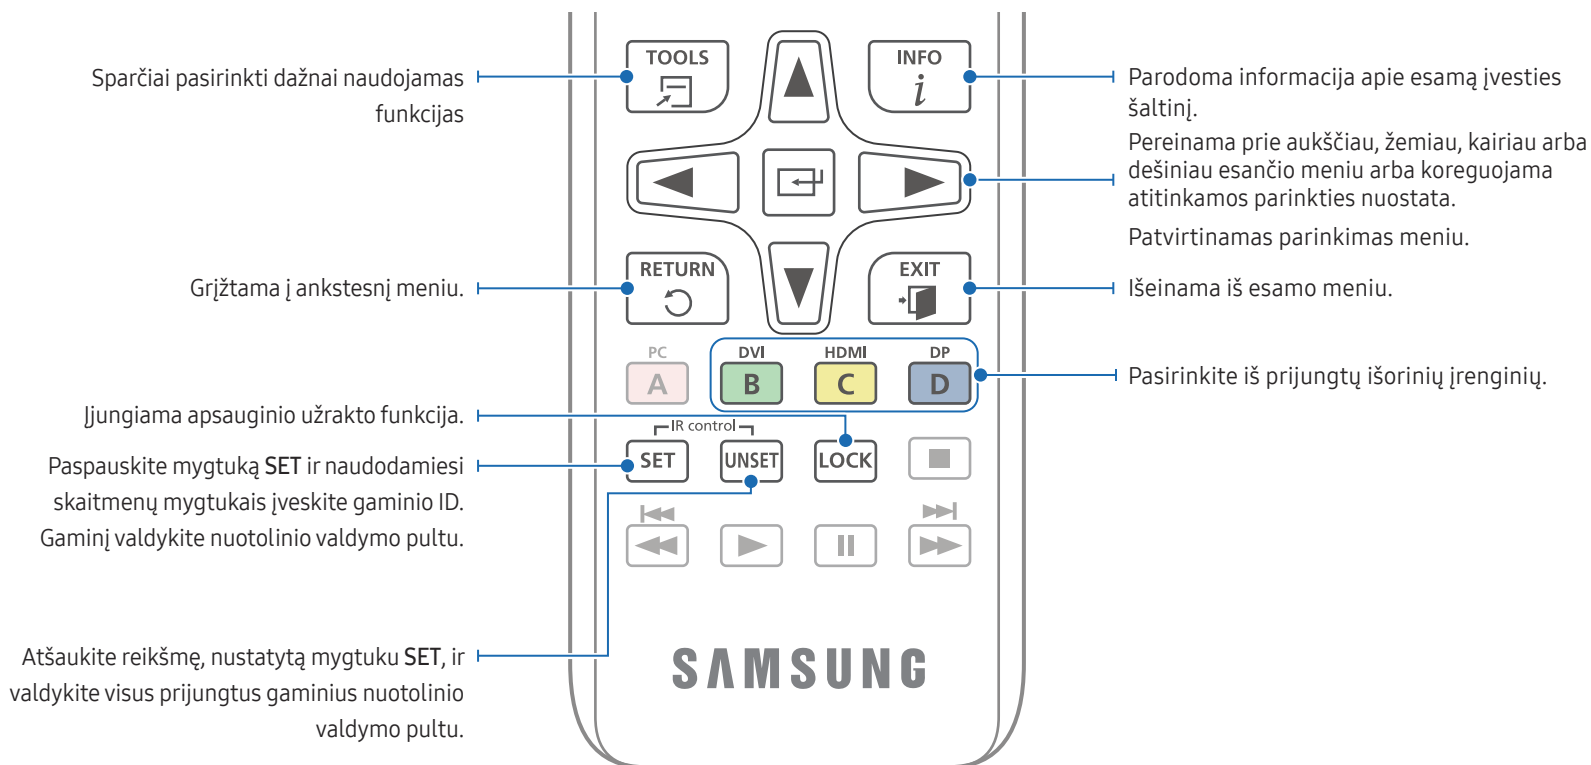 Sparčiai pasirinkti dažnai naudojamas
funkcijas
Grįžtama į ankstesnį meniu.
Įjungiama apsauginio užrakto funkcija.
Paspauskite mygtuką SET ir naudodamiesi
skaitmenų mygtukais įveskite gaminio ID.
Gaminį valdykite nuotolinio valdymo pultu.
Atšaukite reikšmę, nustatytą mygtuku SET, ir
valdykite visus prijungtus gaminius nuotolinio
valdymo pultu.
TOOLS
INFO
i
RETURN
EXIT
PC
DVI
HDMI
DP
A
B
C
D
IR control
SET
UNSET
LOCK
SAMSUNG
Parodoma informacija apie esamą įvesties
šaltinį.
Pereinama prie aukščiau, žemiau, kairiau arba
dešiniau esančio meniu arba koreguojama
atitinkamos parinkties nuostata.
Patvirtinamas parinkimas meniu.
Išeinama iš esamo meniu.
Pasirinkite iš prijungtų išorinių įrenginių.